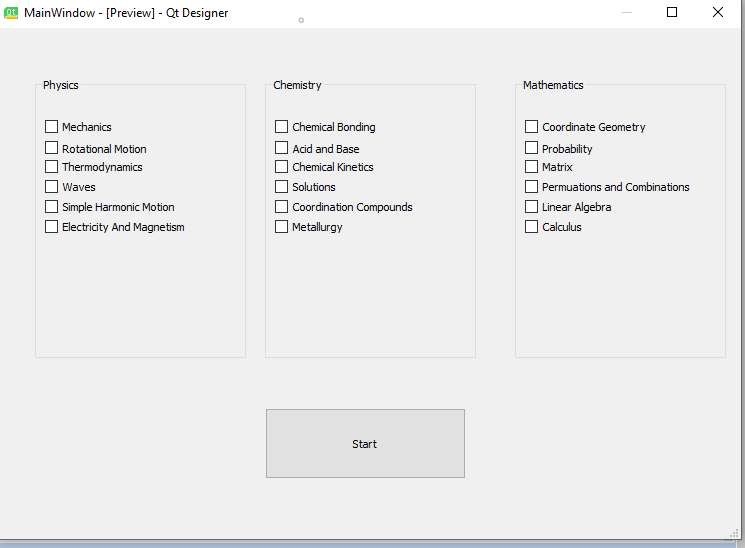 MainWindow - [Preview] - Qt Designer
Physics
Mechanics
Rotational Motion
Thermodynamics
Waves
Simple Harmonic Motion
Electricity And Magnetism
Chemistry
Chemical Bonding
Acid and Base
Chemical Kinetics
Solutions
Coordination Compounds
Metallurgy
Mathematics
Coordinate Geometry
Probability
Matrix
Permuations and Combinations
Linear Algebra
Calculus
Start